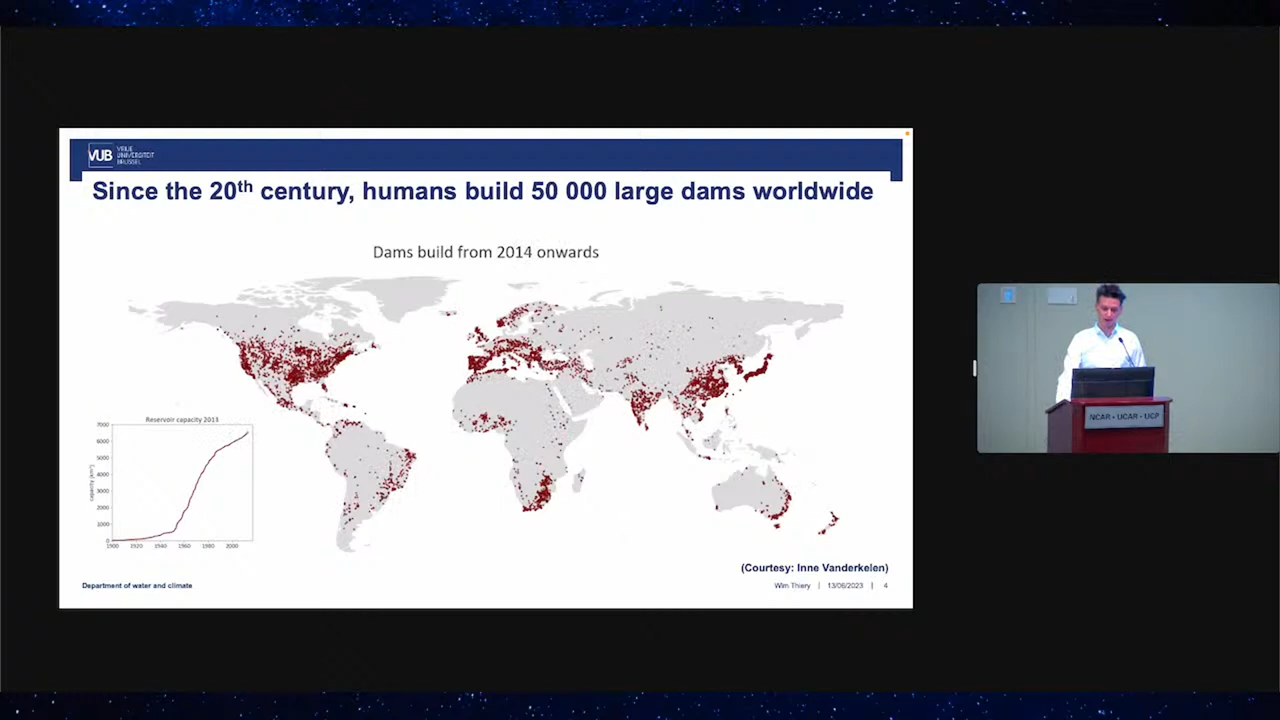 VUB
VRIJE
UNIVERSITEIT
BRUSSEL
Since the 20th century, humans build 50 000 large dams worldwide
Dams build from 2014 onwards
Reservoir capacity 2013
capacity [km³]
7000
6000
5000
4000
3000
2000
1000
0
1900 1920 1940 1960 1980 2000
(Courtesy: Inne Vanderkelen)
Department of water and climate
Wim Thiery | 13/06/2023 | 4
NCAR • UCAR • UCP